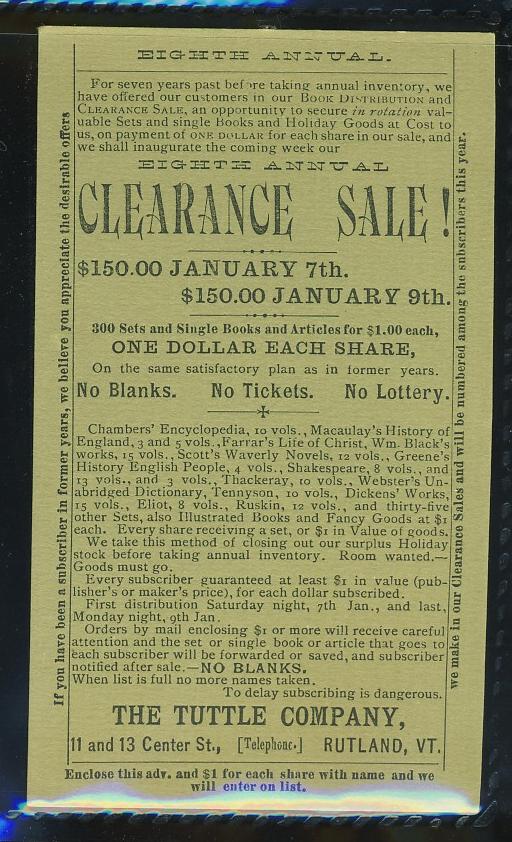 EIGHTH ANNUAL.
For seven years past before taking annual inventory, we
have offered our customers in our BOOK DISTRIBUTION and
CLEARANCE SALE, an opportunity to secure in rotation val-
uable Sets and single Books and Holiday Goods at Cost to
us, on payment of ONE DOLLAR for each share in our sale, and
we shall inaugurate the coming week our
EIGHTH ANNUAL
CLEARANCE SALE!
$150.00 JANUARY 7th.
$150.00 JANUARY 9th.
300 Sets and Single Books and Articles for $1.00 each,
ONE DOLLAR EACH SHARE,
On the same satisfactory plan as in former years.
No Blanks. No Tickets. No Lottery.
Chambers' Encyclopedia, 10 vols., Macaulay's History of
England, 3 and 5 vols., Farrar's Life of Christ, Wm. Black's
works, 15 vols., Scott's Waverly Novels, 12 vols., Greene's
History English People, 4 vols., Shakespeare, 8 vols., and
13 vols., and 3 vols., Thackeray, 10 vols., Webster's Un-
abridged Dictionary, Tennyson, 10 vols., Dickens' Works,
15 vols., Eliot, 8 vols., Ruskin, 12 vols., and thirty-five
other Sets, also Illustrated Books and Fancy Goods at $1
each. Every share receiving a set, or $1 in Value of goods.
We take this method of closing out our surplus Holiday
stock before taking annual inventory. Room wanted.—
Goods must go.
Every subscriber guaranteed at least $1 in value (pub-
lisher's or maker's price), for each dollar subscribed.
First distribution Saturday night, 7th Jan., and last,
Monday night, 9th Jan.
Orders by mail enclosing $1 or more will receive careful
attention and the set or single book or article that goes to
each subscriber will be forwarded or saved, and subscriber
notified after sale.—NO BLANKS.
When list is full no more names taken.
To delay subscribing is dangerous.
THE TUTTLE COMPANY,
11 and 13 Center St., [Telephone.] RUTLAND, VT.
Enclose this adv. and $1 for each share with name and we
will enter on list.
If you have been a subscriber in former years, we believe you appreciate the desirable offers
we make in our Clearance Sales and will be numbered among the subscribers this year.